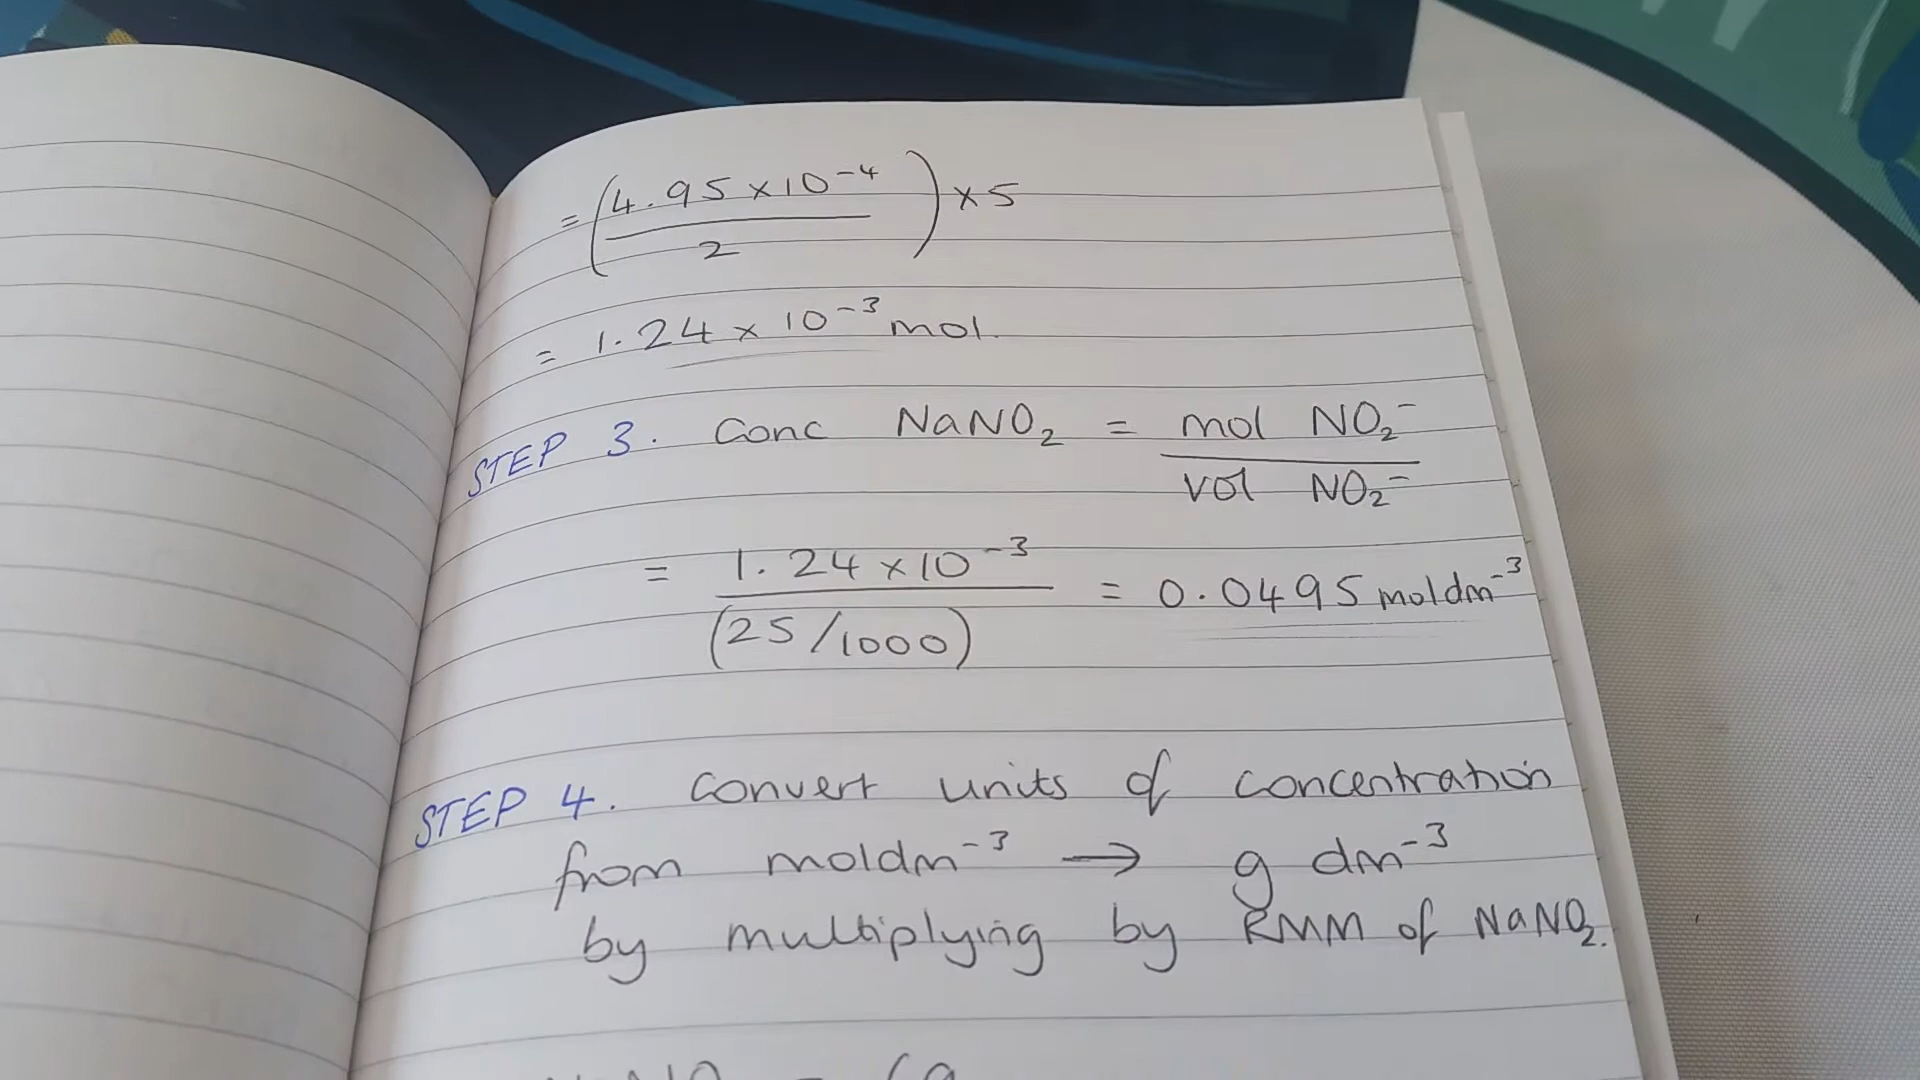 = (4.95 × 10⁻⁴ / 2) × 5
= 1.24 × 10⁻³ mol.
STEP 3. Conc NaNO₂ = mol NO₂⁻ / vol NO₂⁻
= 1.24 × 10⁻³ / (25/1000) = 0.0495 moldm⁻³
STEP 4. Convert units of concentration
from moldm⁻³ → g dm⁻³
by multiplying by RMM of NaNO₂.